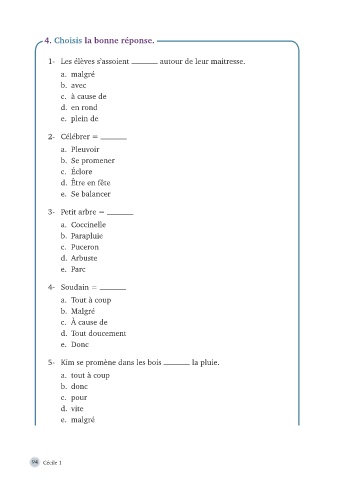 4. Choisis la bonne réponse.
1- Les élèves s'assoient ______ autour de leur maitresse.
a. malgré
b. avec
c. à cause de
d. en rond
e. plein de
2- Célébrer = ______
a. Pleuvoir
b. Se promener
c. Éclore
d. Être en fête
e. Se balancer
3- Petit arbre = ______
a. Coccinelle
b. Parapluie
c. Puceron
d. Arbuste
e. Parc
4- Soudain = ______
a. Tout à coup
b. Malgré
c. À cause de
d. Tout doucement
e. Donc
5- Kim se promène dans les bois ______ la pluie.
a. tout à coup
b. donc
c. pour
d. vite
e. malgré
Cécile 1